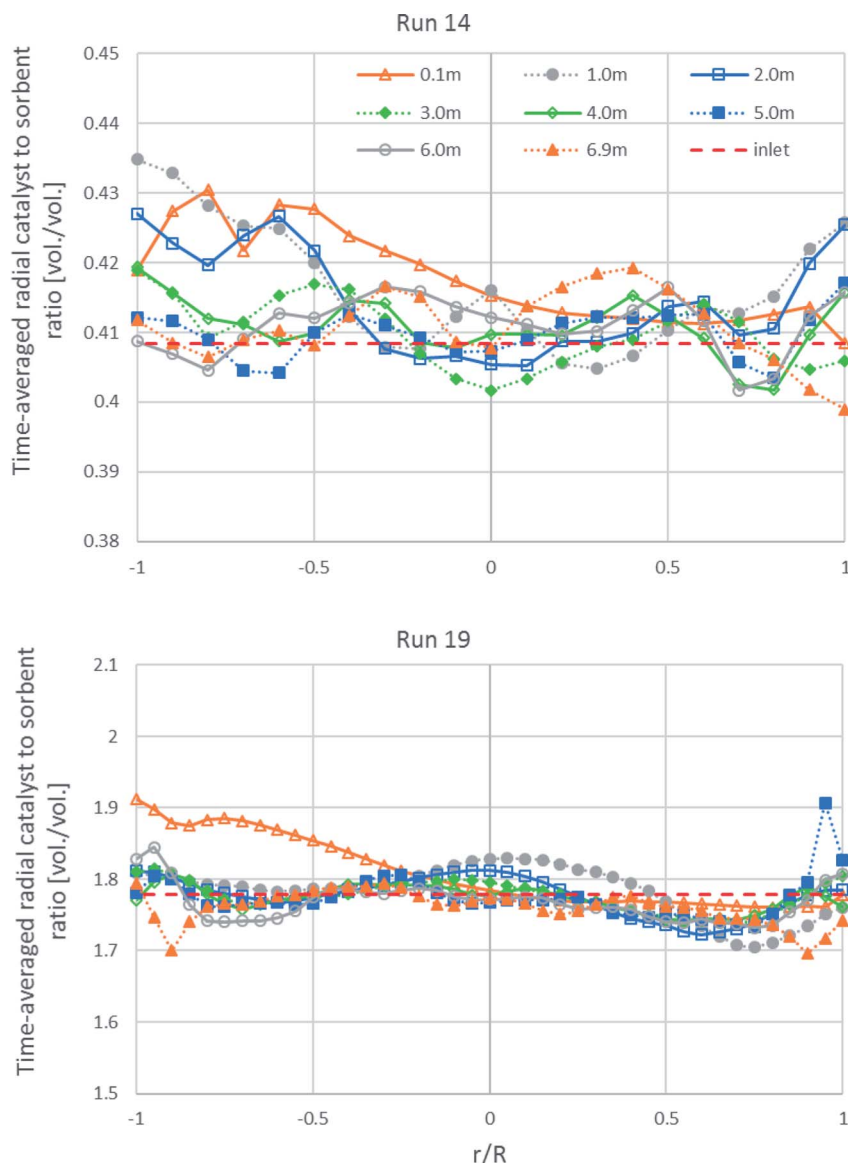 Run 14
Time-averaged radial catalyst to sorbent
ratio [vol./vol.]
0.45
0.44
0.43
0.42
0.41
0.4
0.39
0.38
0.1m 1.0m 2.0m
3.0m 4.0m 5.0m
6.0m 6.9m inlet
-1 -0.5 0 0.5 1
Run 19
Time-averaged radial catalyst to sorbent
ratio [vol./vol.]
2.1
2
1.9
1.8
1.7
1.6
1.5
-1 -0.5 0 0.5 1
r/R